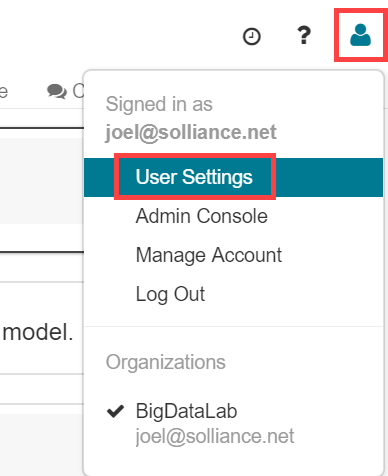 ?
e
C
Signed in as
joel@solliance.net
User Settings
Admin Console
Manage Account
Log Out
model.
Organizations
BigDataLab
joel@solliance.net